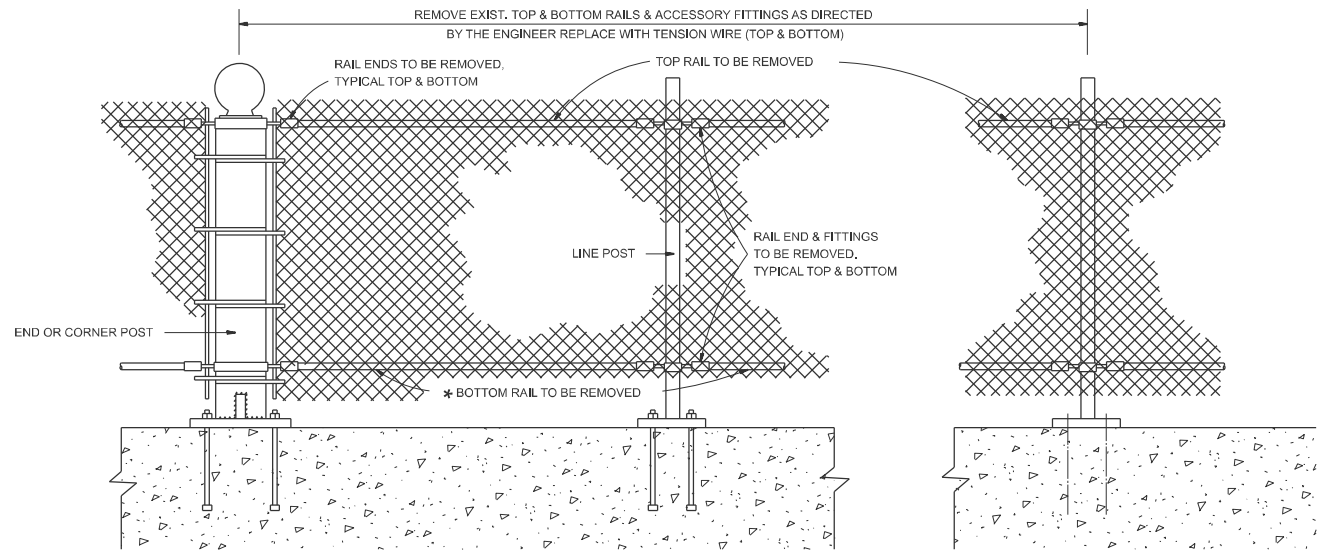 REMOVE EXIST. TOP & BOTTOM RAILS & ACCESSORY FITTINGS AS DIRECTED
BY THE ENGINEER REPLACE WITH TENSION WIRE (TOP & BOTTOM)
RAIL ENDS TO BE REMOVED,
TYPICAL TOP & BOTTOM
TOP RAIL TO BE REMOVED
LINE POST
RAIL END & FITTINGS
TO BE REMOVED,
TYPICAL TOP & BOTTOM
END OR CORNER POST
* BOTTOM RAIL TO BE REMOVED